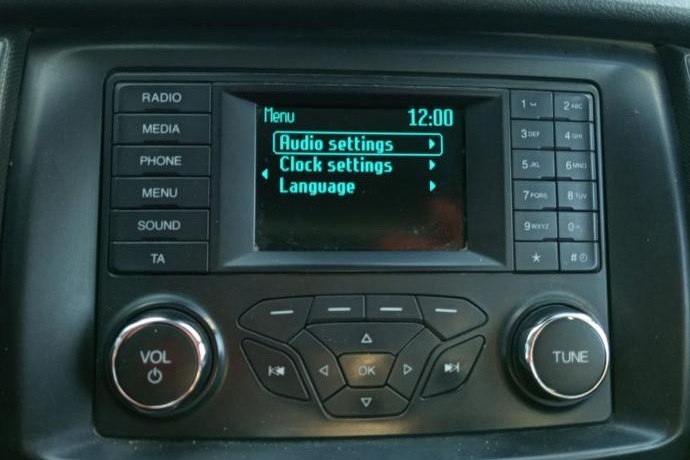 RADIO
MEDIA
PHONE
MENU
SOUND
TA
Menu 12:00
Audio settings
Clock settings
Language
1
2ABC
3DEF
4GHI
5JKL
6MNO
7PQRS
8TUV
9WXYZ
0+
*
#
VOL
OK
TUNE